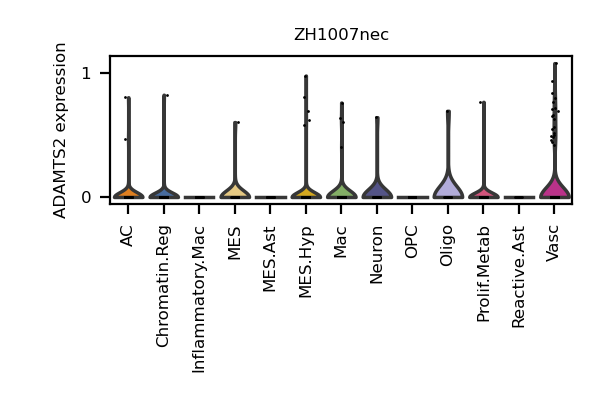 ZH1007nec
ADAMTS2 expression
1
0
AC
Chromatin.Reg
Inflammatory.Mac
MES
MES.Ast
MES.Hyp
Mac
Neuron
OPC
Oligo
Prolif.Metab
Reactive.Ast
Vasc